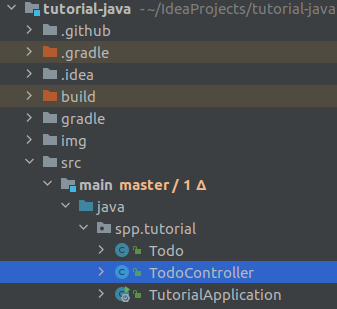 tutorial-java ~/IdeaProjects/tutorial-java
.github
.gradle
.idea
build
gradle
img
src
main master / 1 Δ
java
spp.tutorial
Todo
TodoController
TutorialApplication